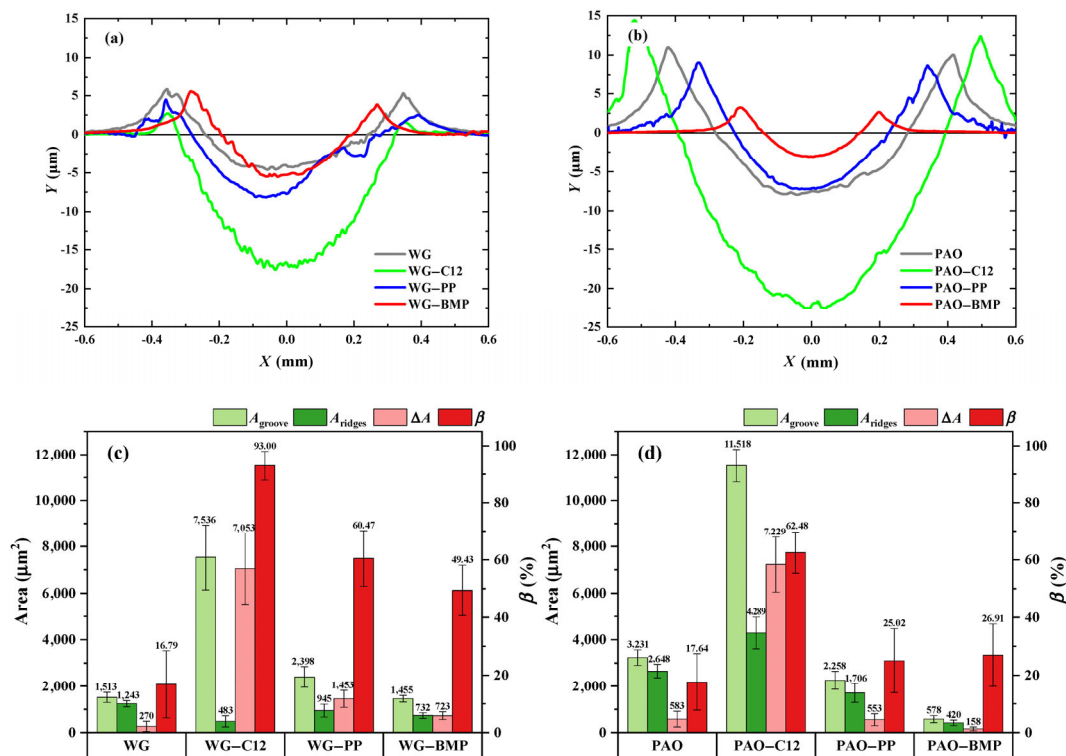 (a)
15
10
5
0
-5
-10
-15
-20
-25
Y (μm)
-0.6 -0.4 -0.2 0.0 0.2 0.4 0.6
X (mm)
WG
WG–C12
WG–PP
WG–BMP
(b)
15
10
5
0
-5
-10
-15
-20
-25
Y (μm)
-0.6 -0.4 -0.2 0.0 0.2 0.4 0.6
X (mm)
PAO
PAO–C12
PAO–PP
PAO–BMP
A groove A ridges ΔA β
(c)
12,000
10,000
8,000
6,000
4,000
2,000
0
Area (μm²)
100
80
60
40
20
0
β (%)
1,513 1,243 270 16.79
7,536 483 7,053 93.00
2,398 945 1,453 60.47
1,455 732 723 49.43
WG WG–C12 WG–PP WG–BMP
A groove A ridges ΔA β
(d)
12,000
10,000
8,000
6,000
4,000
2,000
0
Area (μm²)
100
80
60
40
20
0
β (%)
3,231 2,648 583 17.64
11,518 4,289 7,229 62.48
2,258 1,706 553 25.02
578 420 158 26.91
PAO PAO–C12 PAO–PP PAO–BMP